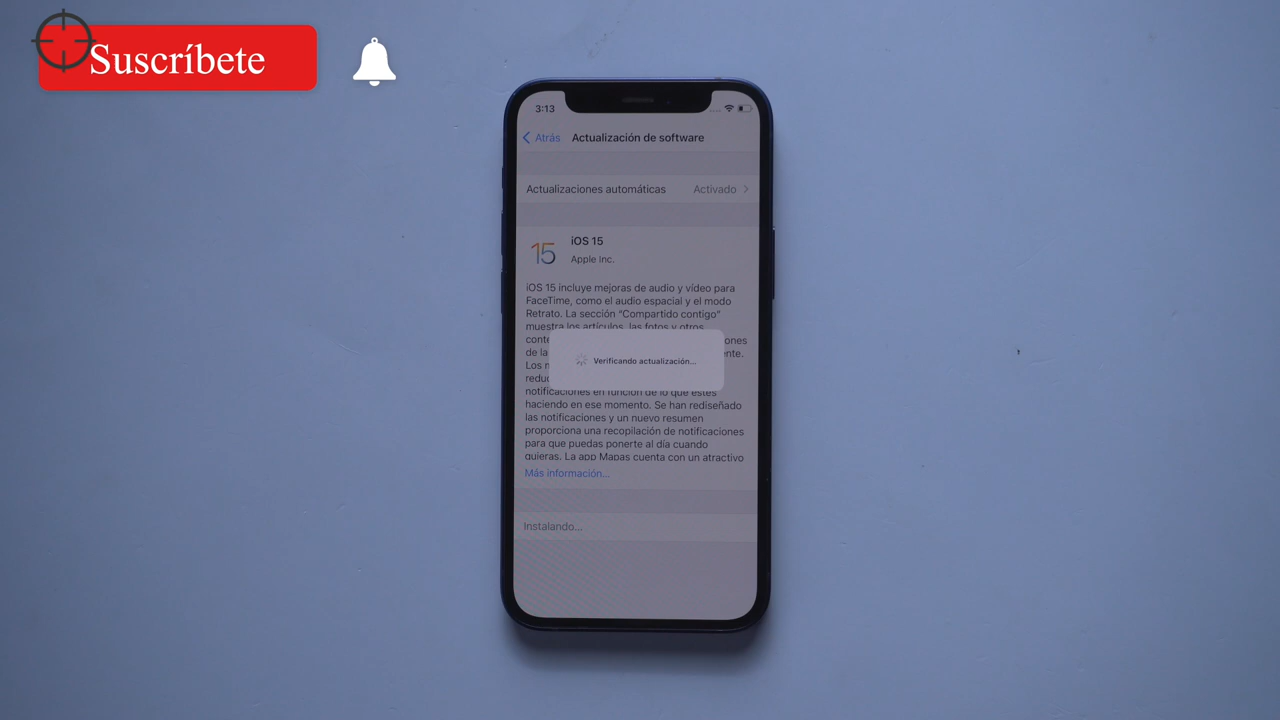 Suscríbete
3:13
Atrás Actualización de software
Actualizaciones automáticas Activado
15
iOS 15
Apple Inc.
iOS 15 incluye mejoras de audio y vídeo para
FaceTime, como el audio espacial y el modo
Retrato. La sección “Compartido contigo”
muestra los artículos, las fotos y otros
de la
Los
Verificando actualización...
notificaciones en función de lo que estés
haciendo en ese momento. Se han rediseñado
las notificaciones y un nuevo resumen
proporciona una recopilación de notificaciones
para que puedas ponerte al día cuando
quieras. La app Mapas cuenta con un atractivo
Más información...
Instalando...